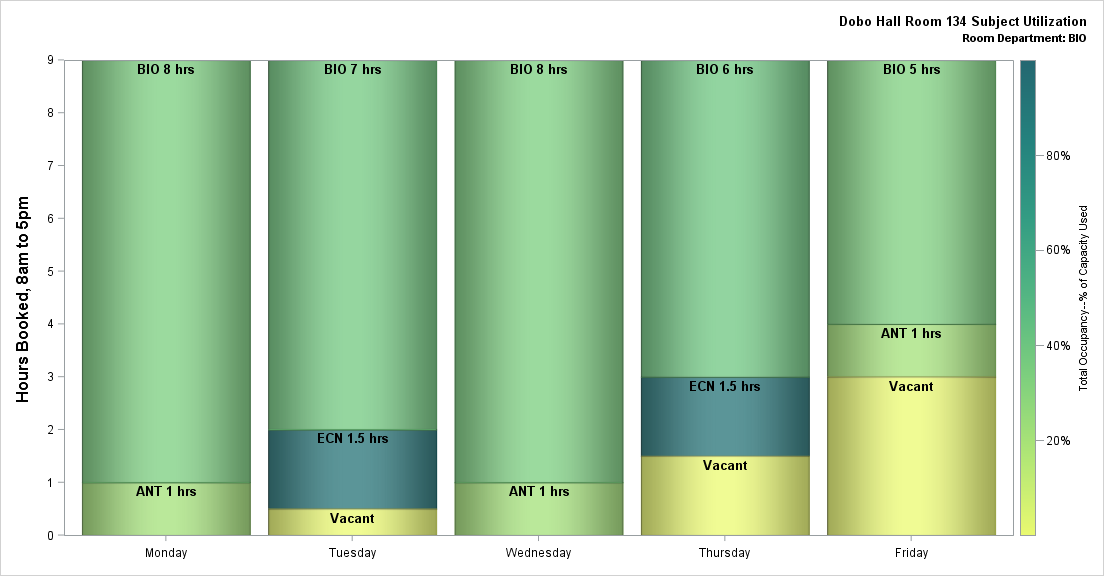 Dobo Hall Room 134 Subject Utilization
Room Department: BIO
Hours Booked, 8am to 5pm
9
8
7
6
5
4
3
2
1
0
BIO 8 hrs
ANT 1 hrs
BIO 7 hrs
ECN 1.5 hrs
Vacant
BIO 8 hrs
ANT 1 hrs
BIO 6 hrs
ECN 1.5 hrs
Vacant
BIO 5 hrs
ANT 1 hrs
Vacant
Monday
Tuesday
Wednesday
Thursday
Friday
80%
60%
40%
20%
Total Occupancy--% of Capacity Used